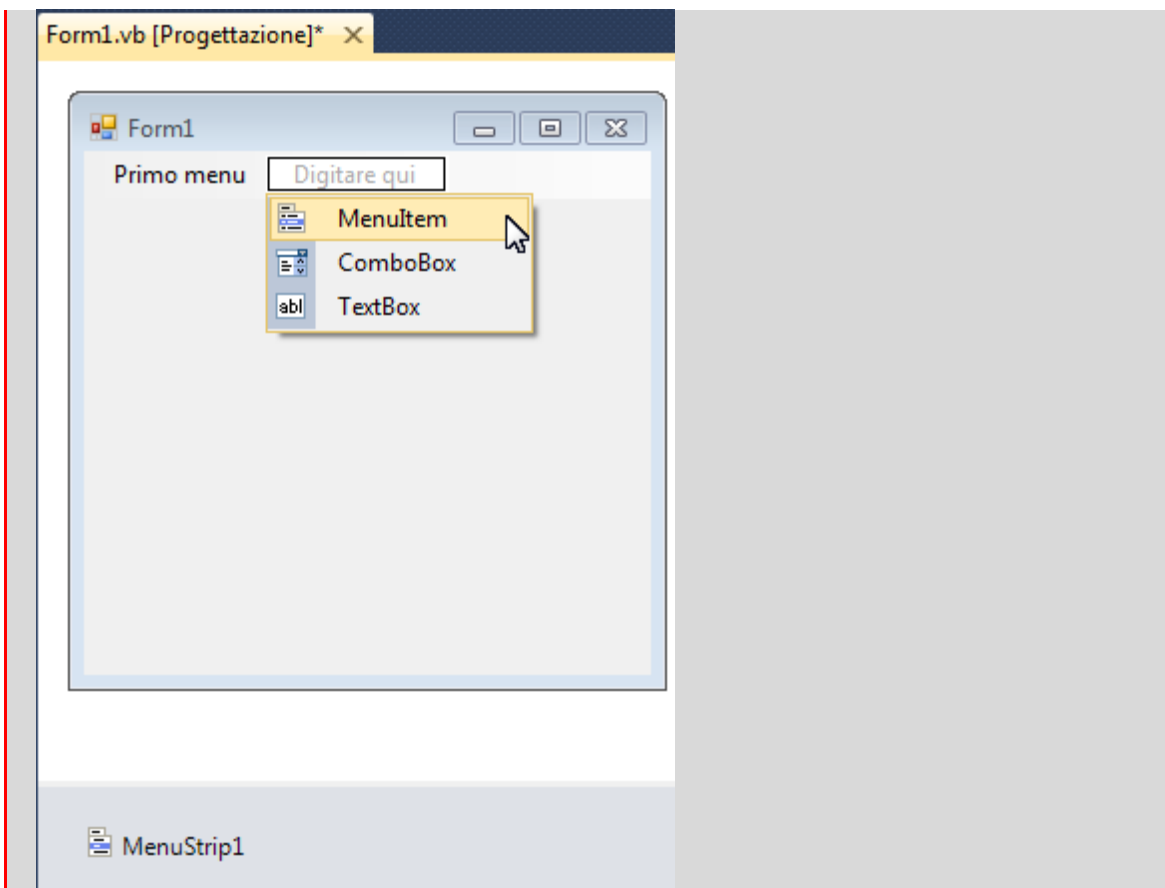 Form1.vb [Progettazione]*
Form1
Primo menu Digitare qui
MenuItem
ComboBox
abl TextBox
MenuStrip1